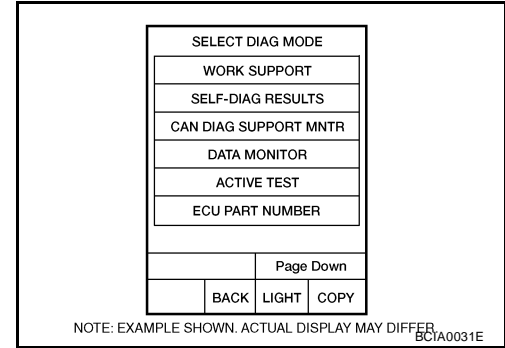 SELECT DIAG MODE
WORK SUPPORT
SELF-DIAG RESULTS
CAN DIAG SUPPORT MNTR
DATA MONITOR
ACTIVE TEST
ECU PART NUMBER
Page Down
BACK LIGHT COPY
NOTE: EXAMPLE SHOWN. ACTUAL DISPLAY MAY DIFFER.
BCIA0031E